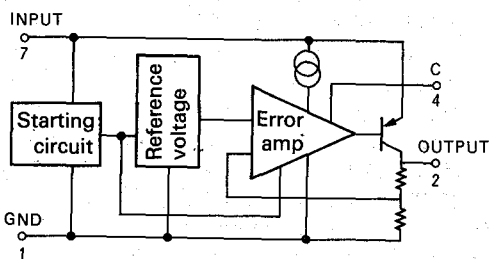 INPUT
7
C
4
Starting
circuit
Reference
voltage
Error
amp
OUTPUT
2
GND
1